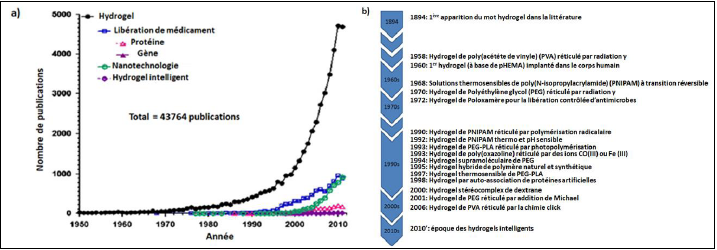 a)
Hydrogel
Libération de médicament
Protéine
Gène
Nanotechnologie
Hydrogel intelligent
Total = 43764 publications
Nombre de publications
5000
4000
3000
2000
1000
0
1950 1960 1970 1980 1990 2000 2010
Année
b)
1894
1960s
1970s
1990s
2000s
2010s
1894: 1ère apparition du mot hydrogel dans la littérature
1958: Hydrogel de poly(acétete de vinyle) (PVA) réticulé par radiation γ
1960: 1er hydrogel (à base de pHEMA) implanté dans le corps humain
1968: Solutions thermosensibles de poly(N-isopropylacrylamide) (PNIPAM) à transition réversible
1970: Hydrogel de Polyéthylène glycol (PEG) réticulé par radiation γ
1972: Hydrogel de Poloxamère pour la libération contrôlée d'antimicrobes
1990: Hydrogel de PNIPAM réticulé par polymérisation radicalaire
1992: Hydrogel de PNIPAM thermo et pH sensible
1993: Hydrogel de PEG-PLA réticulé par photopolymérisation
1993: Hydrogel de poly(oxazoline) réticulé par des ions CO(III) ou Fe (III)
1994: Hydrogel supramoléculaire de PEG
1995: Hydrogel hybride de polymère naturel et synthétique
1997: Hydrogel thermosensible de PEG-PLA
1998: Hydrogel par auto-association de protéines artificielles
2000: Hydrogel stéréocomplexe de dextrane
2001: Hydrogel de PEG réticulé par addition de Michael
2006: Hydrogel de PVA réticulé par la chimie click
2010': époque des hydrogels intelligents